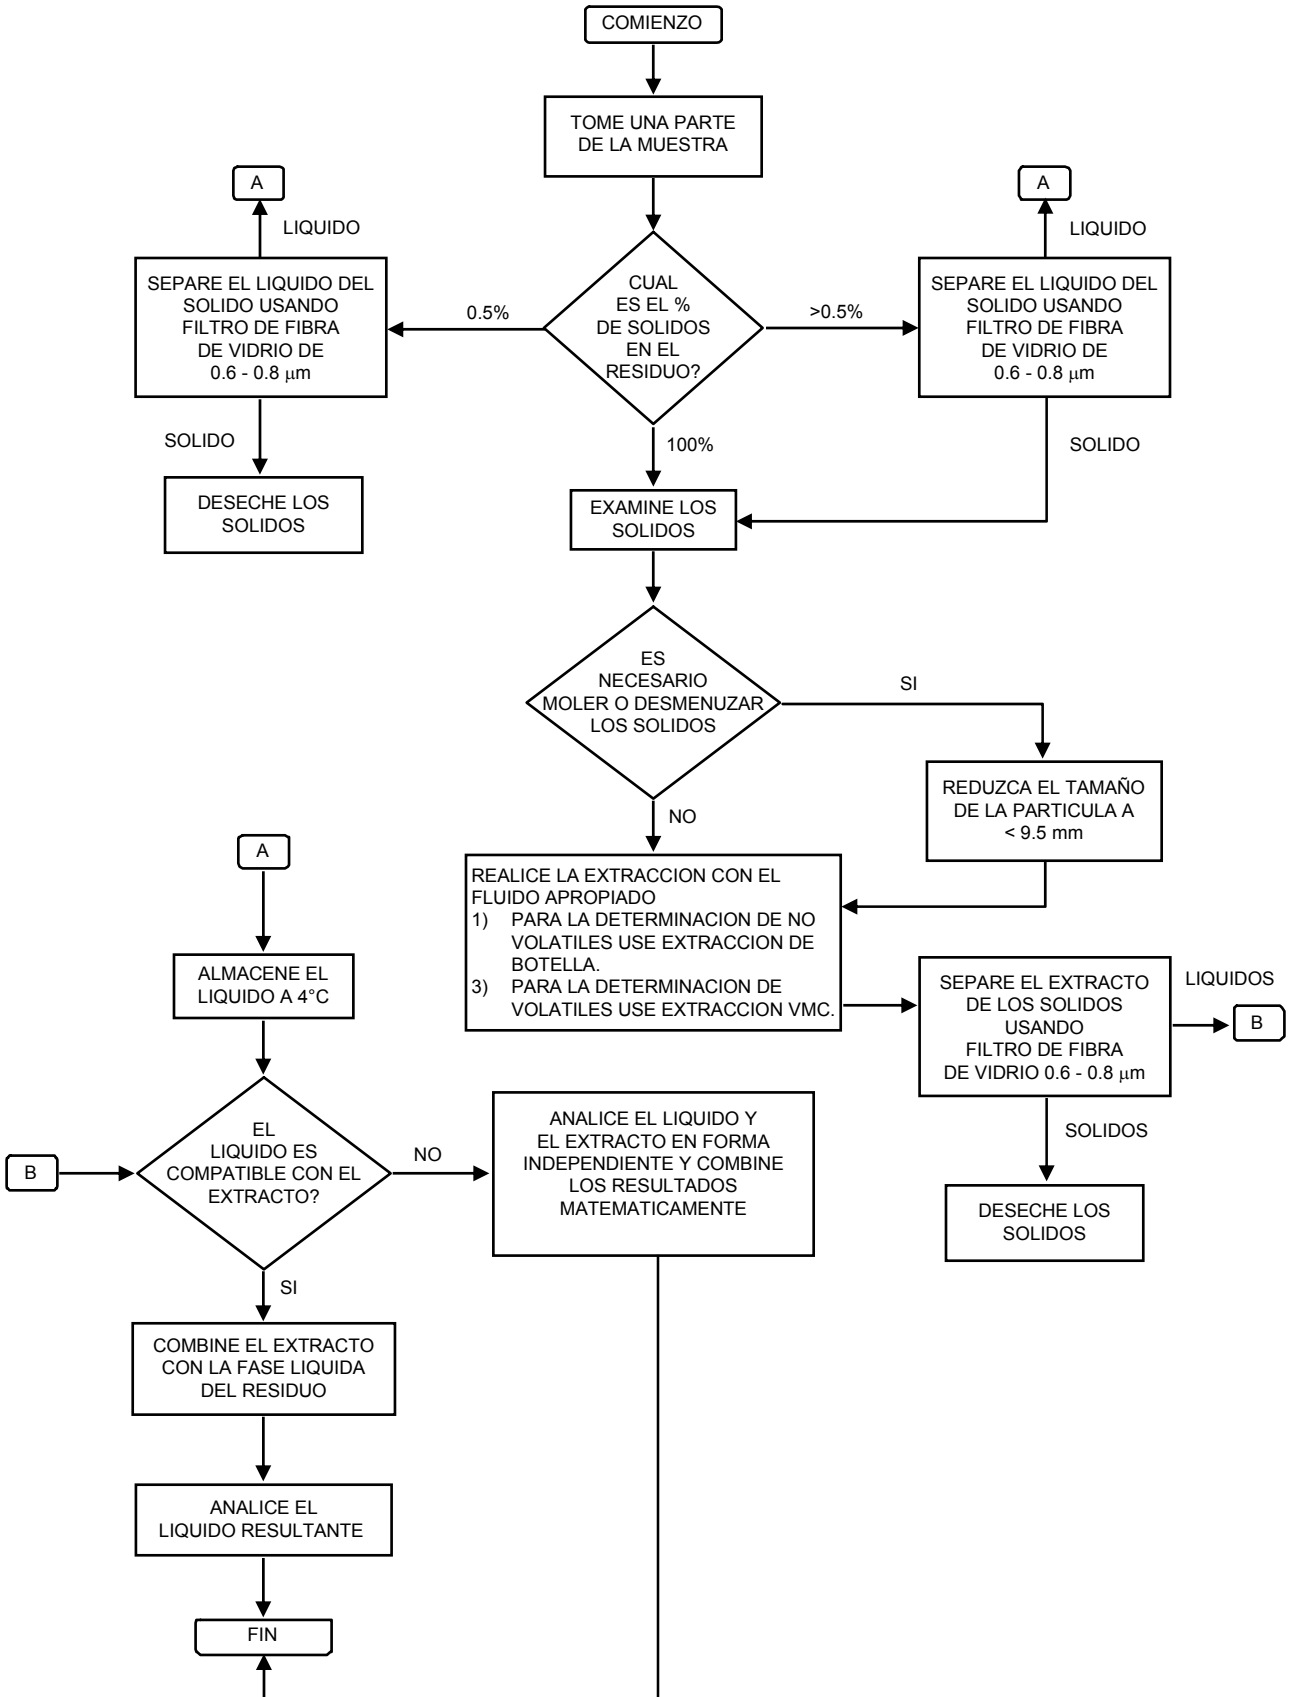 COMIENZO
TOME UNA PARTE
DE LA MUESTRA
A
LIQUIDO
SEPARE EL LIQUIDO DEL
SOLIDO USANDO
FILTRO DE FIBRA
DE VIDRIO DE
0.6 - 0.8 µm
0.5%
CUAL
ES EL %
DE SOLIDOS
EN EL
RESIDUO?
>0.5%
A
LIQUIDO
SEPARE EL LIQUIDO DEL
SOLIDO USANDO
FILTRO DE FIBRA
DE VIDRIO DE
0.6 - 0.8 µm
SOLIDO
100%
SOLIDO
DESECHE LOS
SOLIDOS
EXAMINE LOS
SOLIDOS
ES
NECESARIO
MOLER O DESMENUZAR
LOS SOLIDOS
SI
NO
REDUZCA EL TAMAÑO
DE LA PARTICULA A
< 9.5 mm
REALICE LA EXTRACCION CON EL
FLUIDO APROPIADO
1) PARA LA DETERMINACION DE NO
VOLATILES USE EXTRACCION DE
BOTELLA.
3) PARA LA DETERMINACION DE
VOLATILES USE EXTRACCION VMC.
SEPARE EL EXTRACTO
DE LOS SOLIDOS
USANDO
FILTRO DE FIBRA
DE VIDRIO 0.6 - 0.8 µm
LIQUIDOS
B
SOLIDOS
DESECHE LOS
SOLIDOS
A
ALMACENE EL
LIQUIDO A 4°C
B
EL
LIQUIDO ES
COMPATIBLE CON EL
EXTRACTO?
NO
ANALICE EL LIQUIDO Y
EL EXTRACTO EN FORMA
INDEPENDIENTE Y COMBINE
LOS RESULTADOS
MATEMATICAMENTE
SI
COMBINE EL EXTRACTO
CON LA FASE LIQUIDA
DEL RESIDUO
ANALICE EL
LIQUIDO RESULTANTE
FIN